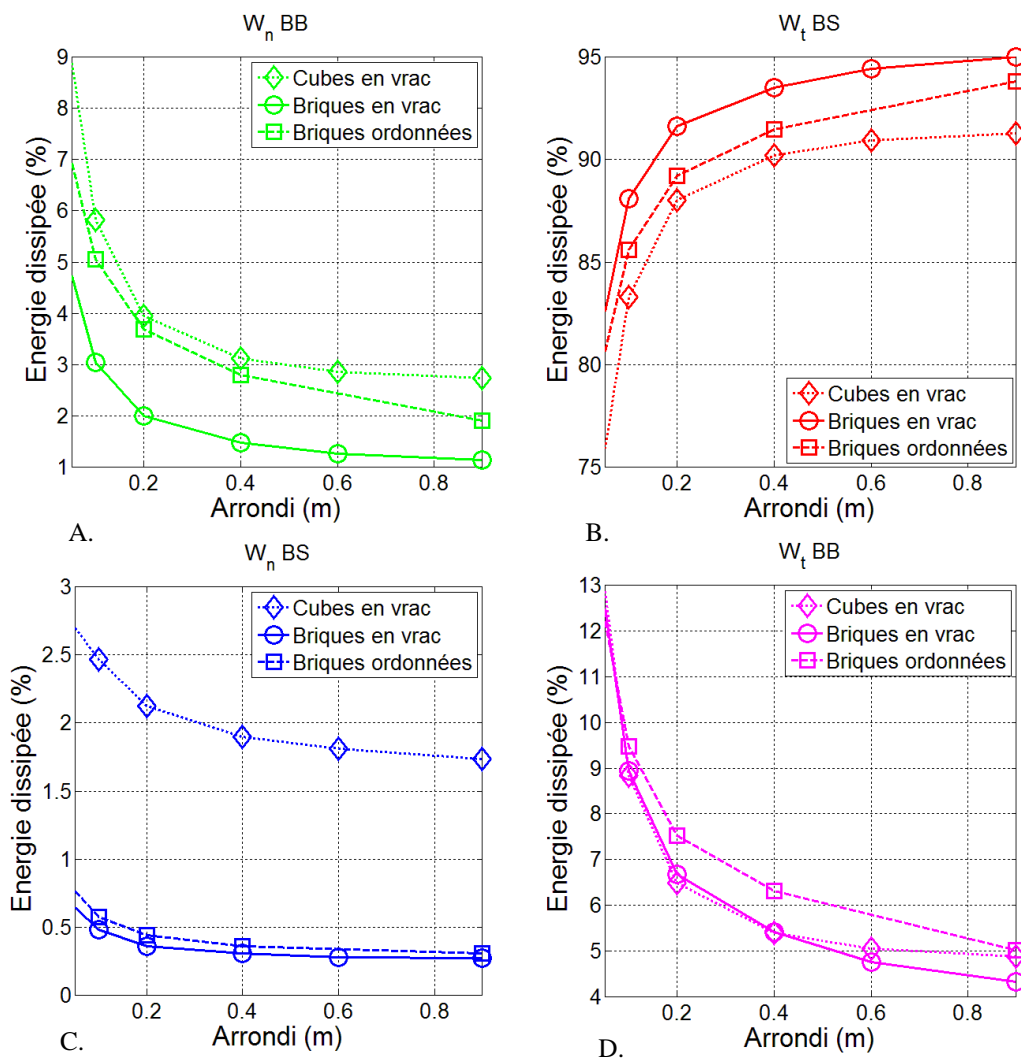 W_n BB
Energie dissipée (%)
9
8
7
6
5
4
3
2
1
Cubes en vrac
Briques en vrac
Briques ordonnées
0.2 0.4 0.6 0.8
Arrondi (m)
A.
W_t BS
Energie dissipée (%)
95
90
85
80
75
Cubes en vrac
Briques en vrac
Briques ordonnées
0.2 0.4 0.6 0.8
Arrondi (m)
B.
W_n BS
Energie dissipée (%)
3
2.5
2
1.5
1
0.5
0
Cubes en vrac
Briques en vrac
Briques ordonnées
0.2 0.4 0.6 0.8
Arrondi (m)
C.
W_t BB
Energie dissipée (%)
13
12
11
10
9
8
7
6
5
4
Cubes en vrac
Briques en vrac
Briques ordonnées
0.2 0.4 0.6 0.8
Arrondi (m)
D.